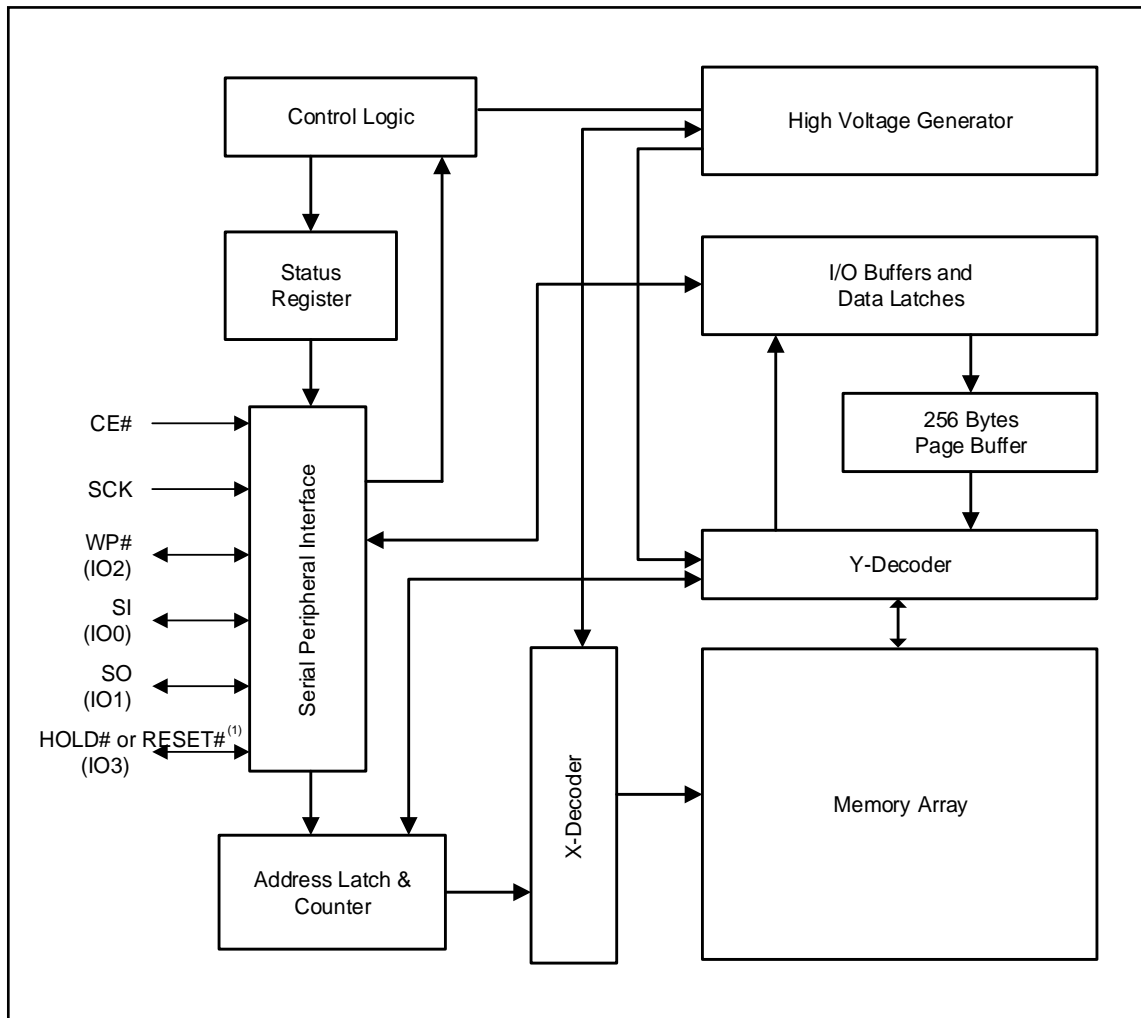 Control Logic
High Voltage Generator
Status
Register
I/O Buffers and
Data Latches
256 Bytes
Page Buffer
Y-Decoder
CE#
SCK
WP#
(IO2)
SI
(IO0)
SO
(IO1)
HOLD# or RESET#(1)
(IO3)
Serial Peripheral Interface
X-Decoder
Memory Array
Address Latch &
Counter